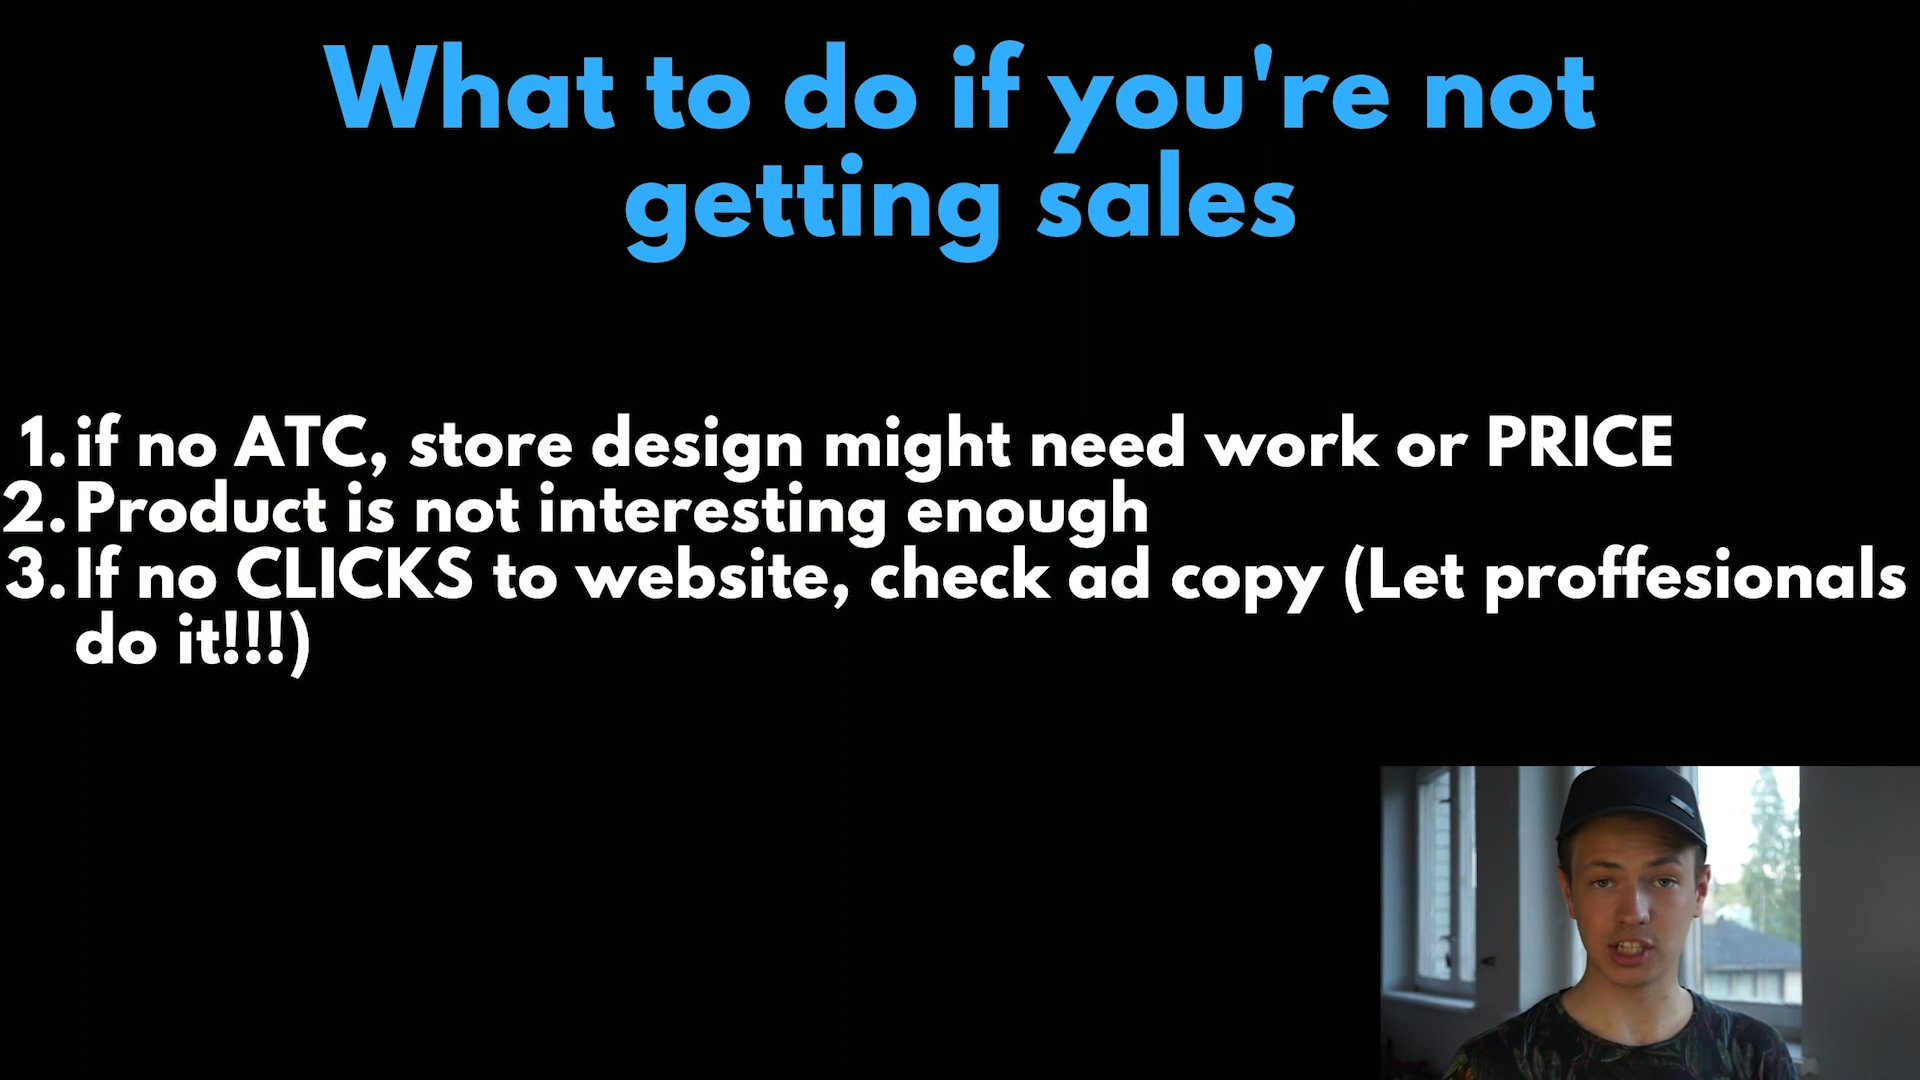 What to do if you're not
getting sales
1. if no ATC, store design might need work or PRICE
2. Product is not interesting enough
3. If no CLICKS to website, check ad copy (Let proffesionals
do it!!!)